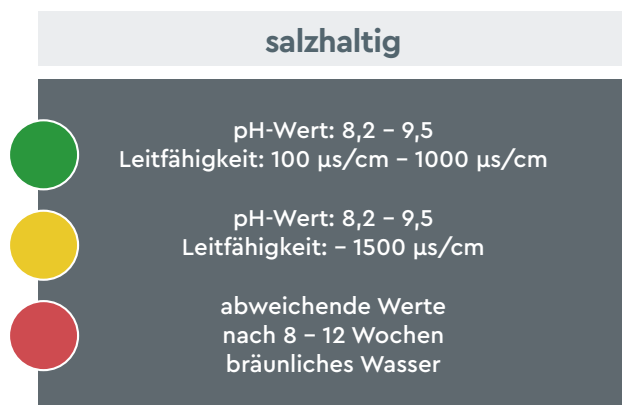 salzhaltig
pH-Wert: 8,2 – 9,5
Leitfähigkeit: 100 µs/cm – 1000 µs/cm
pH-Wert: 8,2 – 9,5
Leitfähigkeit: – 1500 µs/cm
abweichende Werte
nach 8 – 12 Wochen
bräunliches Wasser